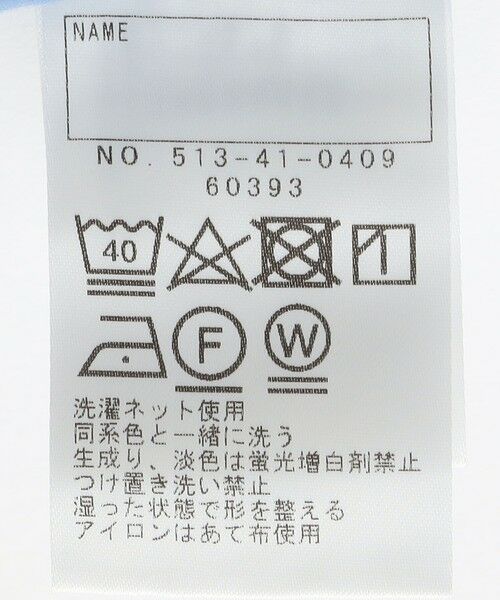 NAME
NO. 513-41-0409
60393
40
F W
洗濯ネット使用
同系色と一緒に洗う
生成り、淡色は蛍光増白剤禁止
つけ置き洗い禁止
湿った状態で形を整える
アイロンはあて布使用